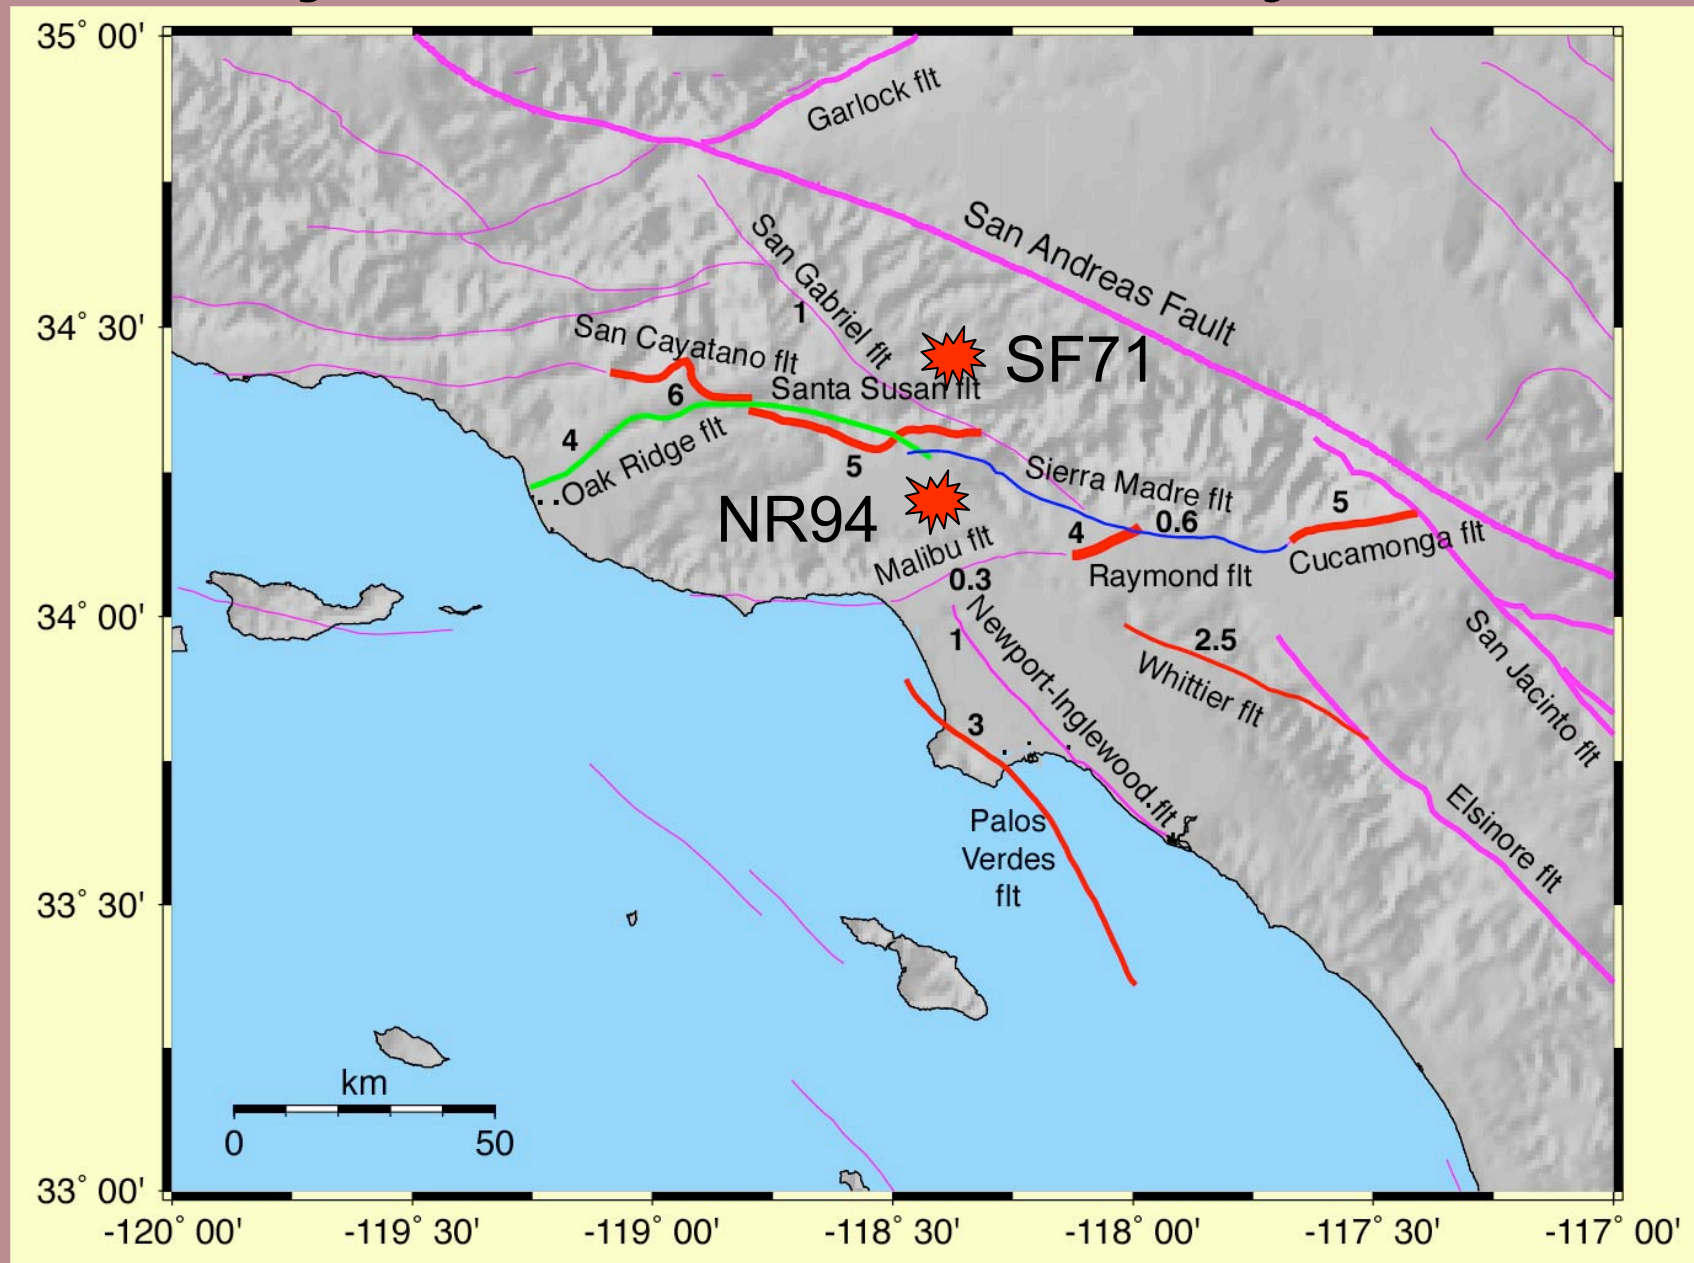 35° 00'
Garlock flt
San Andreas Fault
San Gabriel flt
1
34° 30'
San Cayatano flt
SF71
6
Santa Susan flt
4
Oak Ridge flt
5
Sierra Madre flt
5
NR94
4
0.6
Cucamonga flt
Malibu flt
0.3
Raymond flt
34° 00'
1
Newport-Inglewood flt
2.5
Whittier flt
San Jacinto flt
3
Palos
Verdes
flt
Elsinore flt
33° 30'
km
0
50
33° 00'
-120° 00'
-119° 30'
-119° 00'
-118° 30'
-118° 00'
-117° 30'
-117° 00'